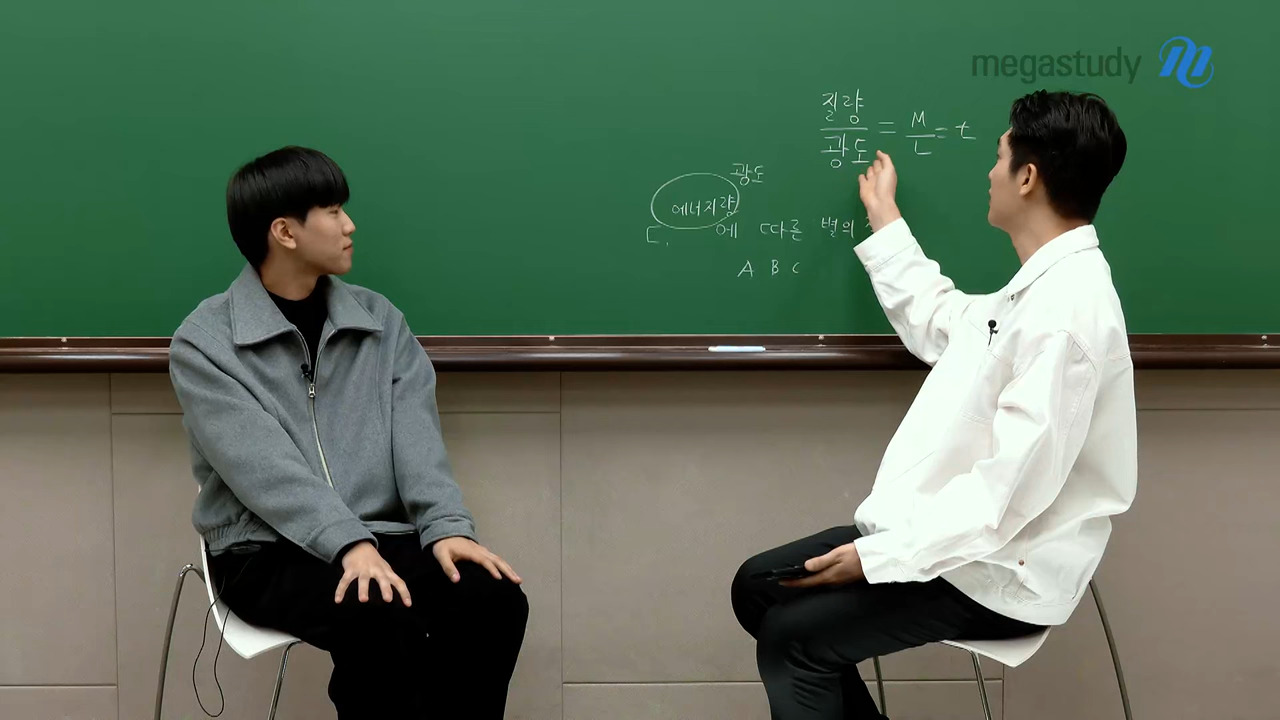 megastudy
질량
광도
= M
L
= t
광도
에너지량
ㄷ. 에 따른 별의
A B C